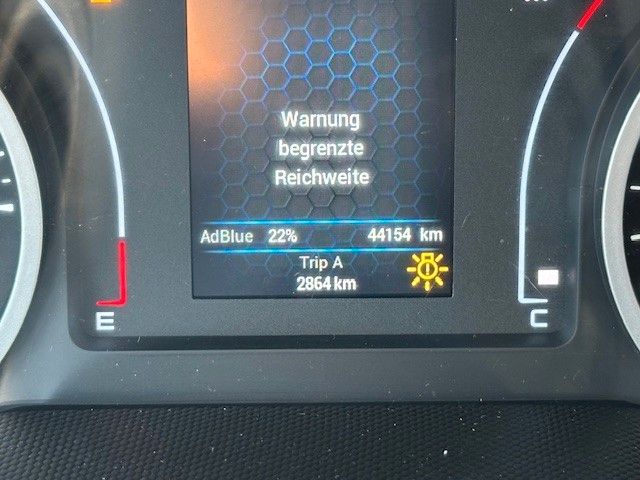 Warnung
begrenzte
Reichweite
AdBlue 22% 44154 km
Trip A
2864 km
E
C